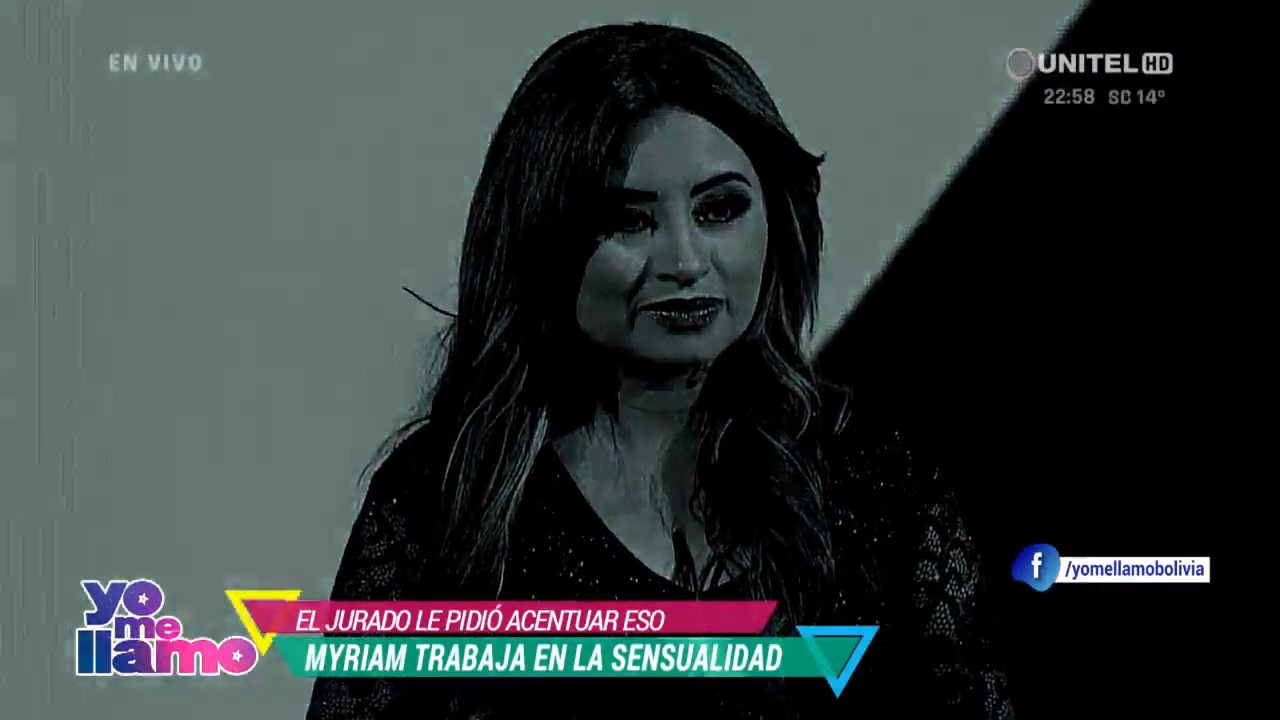 EN VIVO
UNITEL HD
22:58 SC 14º
f /yomellamobolivia
yo
me
llamo
EL JURADO LE PIDIÓ ACENTUAR ESO
MYRIAM TRABAJA EN LA SENSUALIDAD